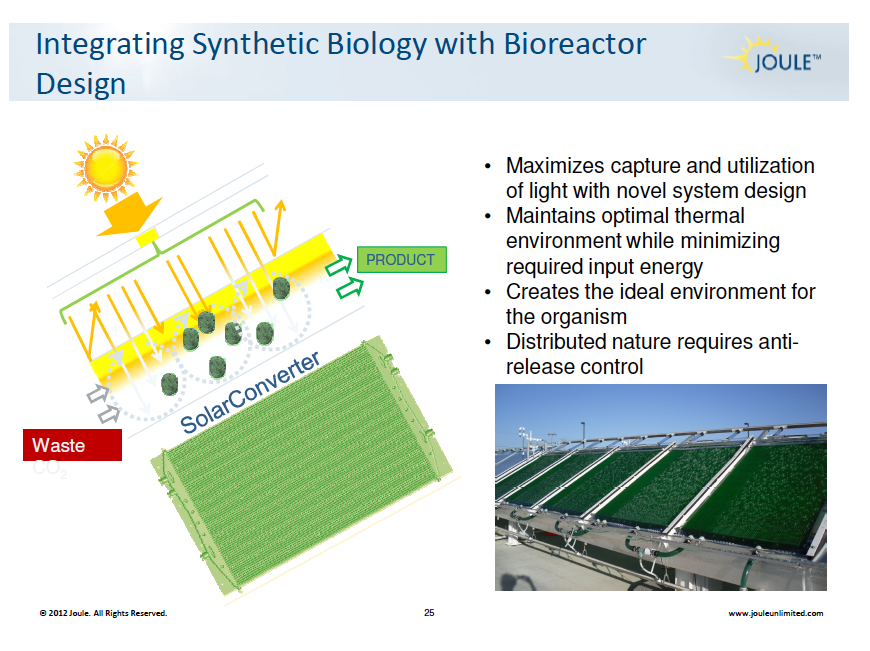 Integrating Synthetic Biology with Bioreactor
Design
JOULE™
• Maximizes capture and utilization
of light with novel system design
• Maintains optimal thermal
environment while minimizing
required input energy
• Creates the ideal environment for
the organism
• Distributed nature requires anti-
release control
PRODUCT
SolarConverter
Waste
CO2
© 2012 Joule. All Rights Reserved.
25
www.jouleunlimited.com